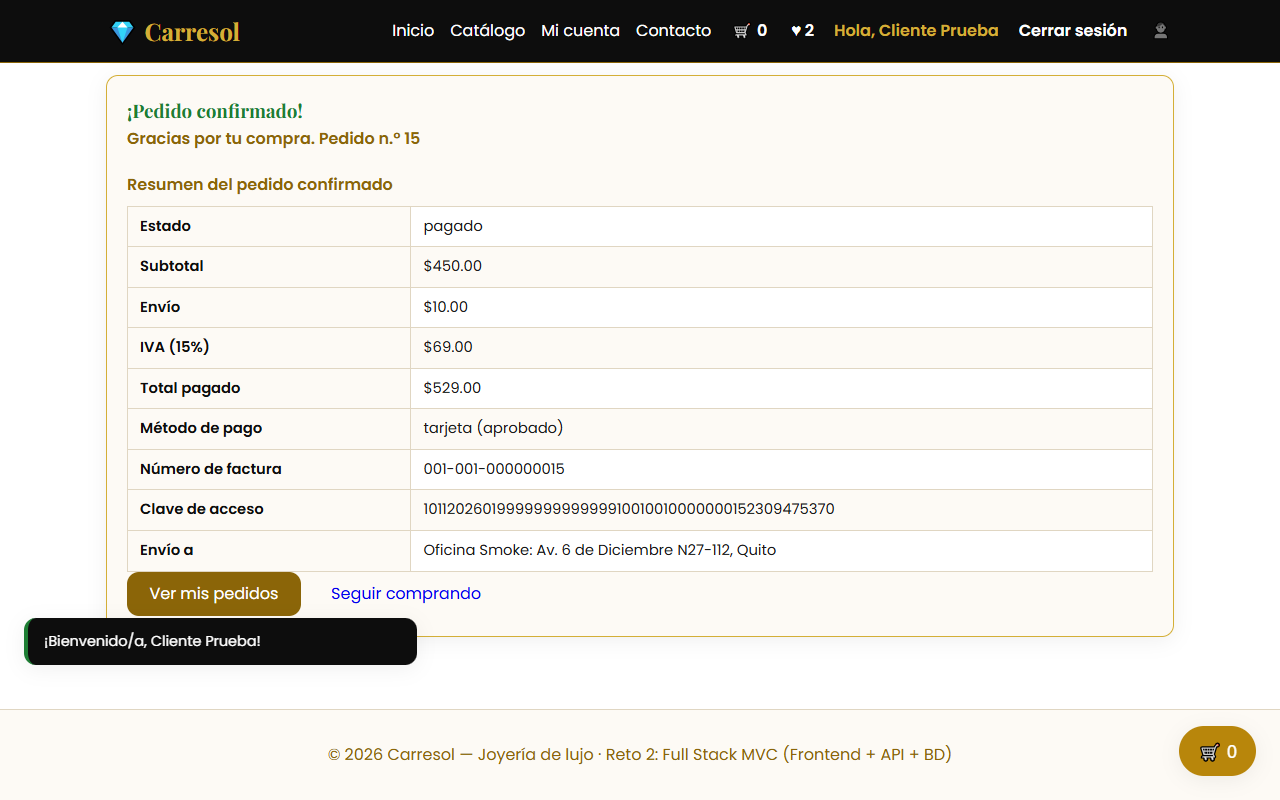 Carresol
Inicio Catálogo Mi cuenta Contacto 0 ♥ 2 Hola, Cliente Prueba Cerrar sesión
¡Pedido confirmado!
Gracias por tu compra. Pedido n.º 15
Resumen del pedido confirmado
Estado pagado
Subtotal $450.00
Envío $10.00
IVA (15%) $69.00
Total pagado $529.00
Método de pago tarjeta (aprobado)
Número de factura 001-001-000000015
Envío a Oficina Smoke: Av. 6 de Diciembre N27-112, Quito
Clave de acceso
Ver mis pedidos Seguir comprando
¡Bienvenido/a, Cliente Prueba!
© 2026 Carresol — Joyería de lujo · Reto 2: Full Stack MVC (Frontend + API + BD)
0